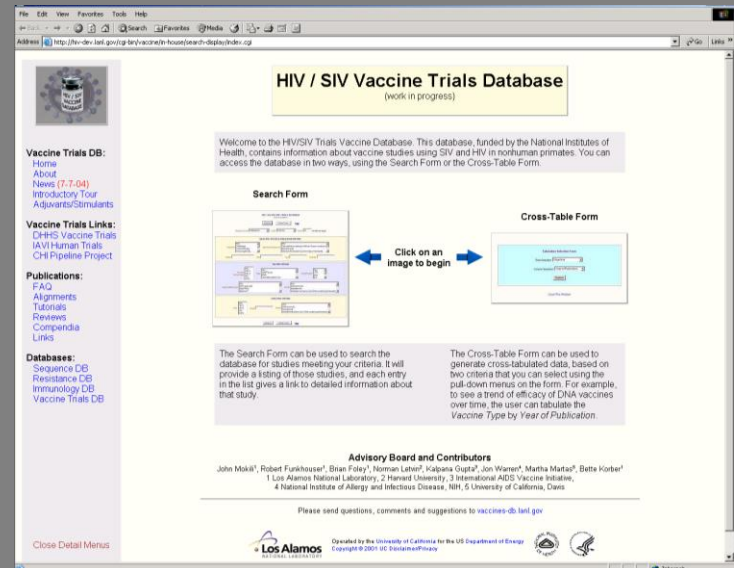 File Edit View Favorites Tools Help
Search Favorites Media
Address http://hiv-dev.lanl.gov/cgi-bin/vaccine/in-house/search-display/index.cgi Go Links »
HIV / SIV
VACCINE
DATABASE
HIV / SIV Vaccine Trials Database
(work in progress)
Welcome to the HIV/SIV Trials Vaccine Database. This database, funded by the National Institutes of
Health, contains information about vaccine studies using SIV and HIV in nonhuman primates. You can
access the database in two ways, using the Search Form or the Cross-Table Form.
Vaccine Trials DB:
Home
About
News (7-7-04)
Introductory Tour
Adjuvants/Stimulants
Vaccine Trials Links:
DHHS Vaccine Trials
IAVI Human Trials
CHI Pipeline Project
Publications:
FAQ
Alignments
Tutorials
Reviews
Compendia
Links
Databases:
Sequence DB
Resistance DB
Immunology DB
Vaccine Trials DB
Close Detail Menus
Search Form
Click on an
image to begin
Cross-Table Form
The Search Form can be used to search the
database for studies meeting your criteria. It will
provide a listing of those studies, and each entry
in the list gives a link to detailed information about
that study.
The Cross-Table Form can be used to
generate cross-tabulated data, based on
two criteria that you can select using the
pull-down menus on the form. For example,
to see a trend of efficacy of DNA vaccines
over time, the user can tabulate the
Vaccine Type by Year of Publication.
Advisory Board and Contributors
John Mokili¹, Robert Funkhouser¹, Brian Foley¹, Norman Letvin², Kalpana Gupta³, Jon Warren⁴, Martha Martas⁵, Bette Korber¹
1 Los Alamos National Laboratory, 2 Harvard University, 3 International AIDS Vaccine Initiative,
4 National Institute of Allergy and Infectious Disease, NIH, 5 University of California, Davis
Please send questions, comments and suggestions to vaccines-db.lanl.gov
Los Alamos
NATIONAL LABORATORY
Operated by the University of California for the US Department of Energy
Copyright © 2001 UC Disclaimer/Privacy